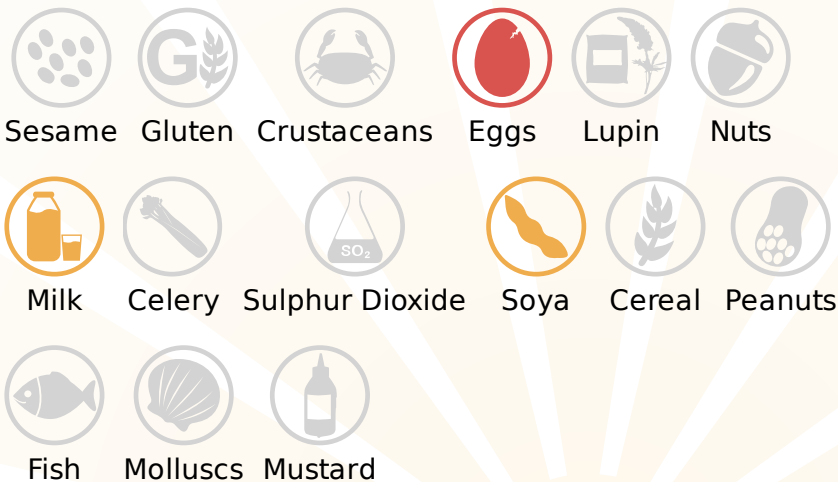 G
Sesame Gluten Crustaceans Eggs Lupin Nuts
SO₂
Milk Celery Sulphur Dioxide Soya Cereal Peanuts
Fish Molluscs Mustard